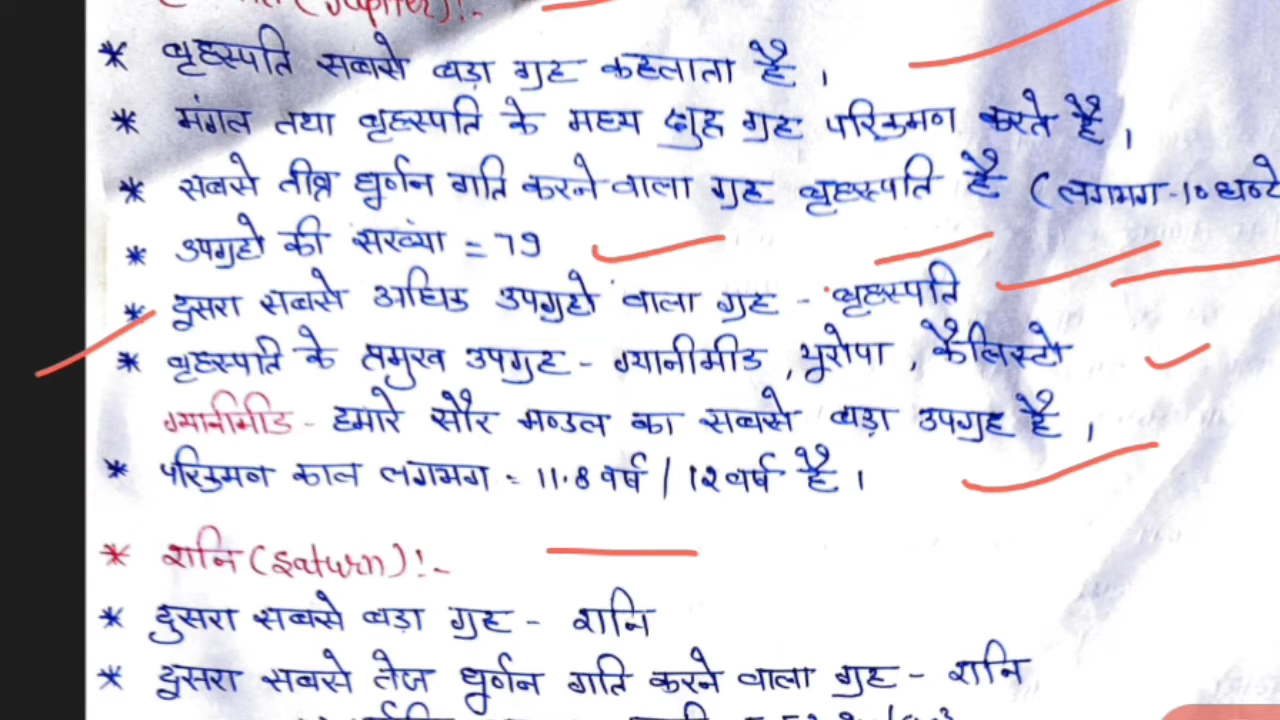 (Jupiter):-
* बृहस्पति सबसे बड़ा ग्रह कहलाता है।
* मंगल तथा बृहस्पति के मध्य क्षुद्र ग्रह परिक्रमण करते हैं।
* सबसे तीव्र घुर्णन गति करने वाला ग्रह बृहस्पति है (लगभग-10 घण्टे
* उपग्रहो की सख्या = 79
* दुसरा सबसे अधिक उपग्रहो वाला ग्रह - बृहस्पति
* बृहस्पति के प्रमुख उपग्रह - ग्यानीमीड, यूरोपा, कैलिस्टो
ग्यानीमीड - हमारे सौर मण्डल का सबसे बड़ा उपग्रह है।
* परिक्रमण काल लगभग = 11.8 वर्ष / 12 वर्ष है।
* शनि (Saturn):-
* दुसरा सबसे बड़ा ग्रह - शनि
* दुसरा सबसे तेज घुर्णन गति करने वाला ग्रह - शनि